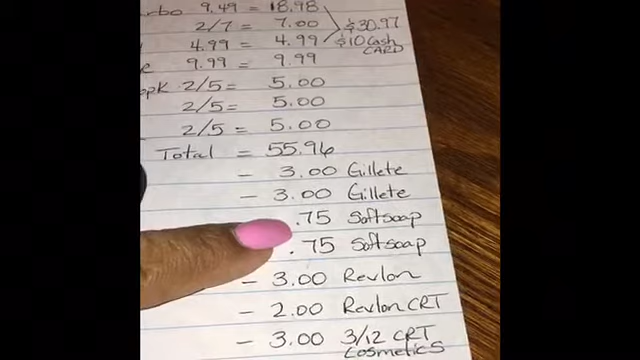 rbo 9.49 = 18.98
2/7 = 7.00 $30.97
4.99 = 4.99 $10 Cash CARD
e 9.99 = 9.99
opk 2/5 = 5.00
2/5 = 5.00
2/5 = 5.00
Total = 55.96
- 3.00 Gillete
- 3.00 Gillete
.75 Softsoap
.75 Softsoap
- 3.00 Revlon
- 2.00 Revlon CRT
- 3.00 3/12 CRT
Cosmetics